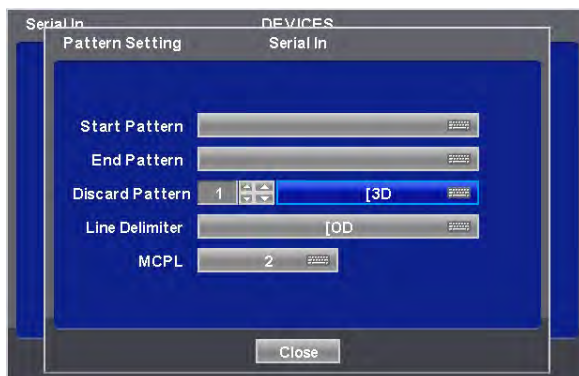 Serial In DEVICES
Pattern Setting Serial In
Start Pattern
End Pattern
Discard Pattern 1 [3D
Line Delimiter [0D
MCPL 2
Close